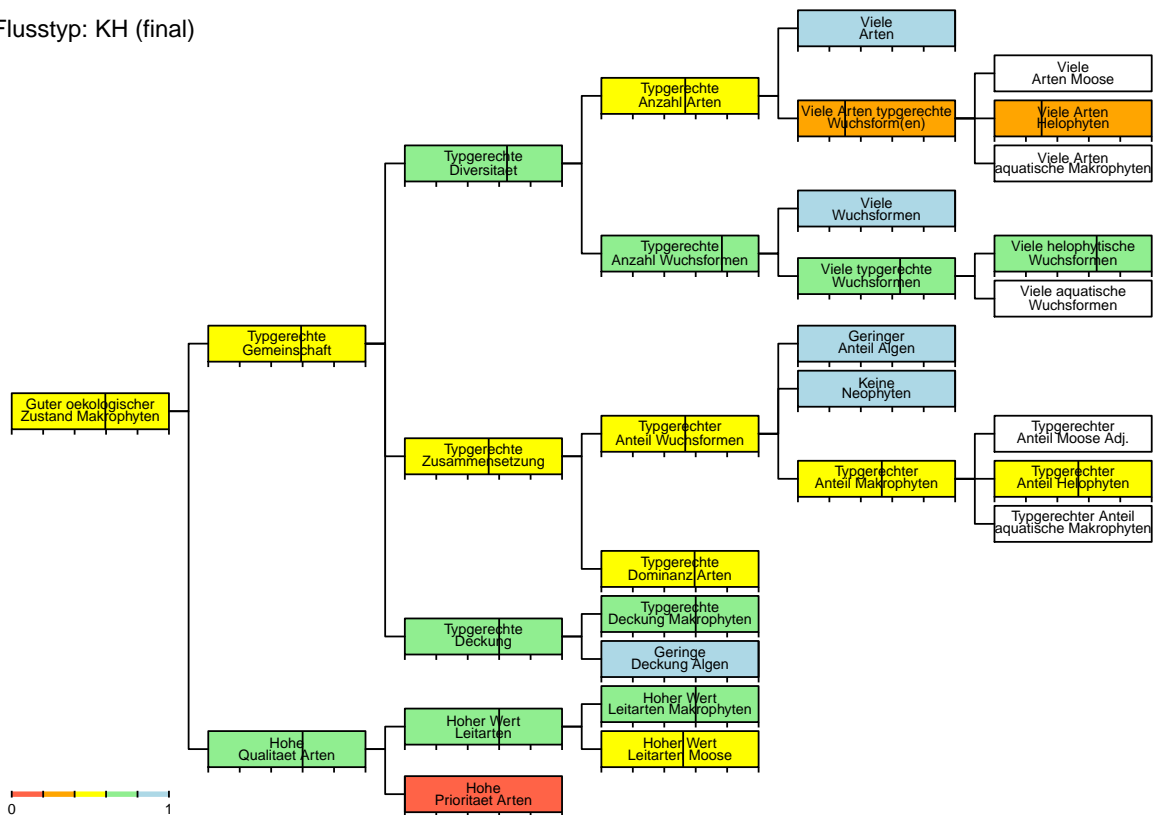 Flusstyp: KH (final)
Viele
Arten
Typgerechte
Anzahl Arten
Viele
Arten Moose
Viele Arten typgerechte
Wuchsform(en)
Viele Arten
Helophyten
Viele Arten
aquatische Makrophyten
Typgerechte
Diversitaet
Viele
Wuchsformen
Typgerechte
Anzahl Wuchsformen
Viele helophytische
Wuchsformen
Viele typgerechte
Wuchsformen
Viele aquatische
Wuchsformen
Typgerechte
Gemeinschaft
Geringer
Anteil Algen
Keine
Neophyten
Guter oekologischer
Zustand Makrophyten
Typgerechter
Anteil Wuchsformen
Typgerechter
Anteil Moose Adj.
Typgerechte
Zusammensetzung
Typgerechter
Anteil Makrophyten
Typgerechter
Anteil Helophyten
Typgerechter Anteil
aquatische Makrophyten
Typgerechte
Dominanz Arten
Typgerechte
Deckung Makrophyten
Typgerechte
Deckung
Geringe
Deckung Algen
Hoher Wert
Leitarten Makrophyten
Hoher Wert
Leitarten
Hohe
Qualitaet Arten
Hoher Wert
Leitarten Moose
Hohe
Prioritaet Arten
0
1